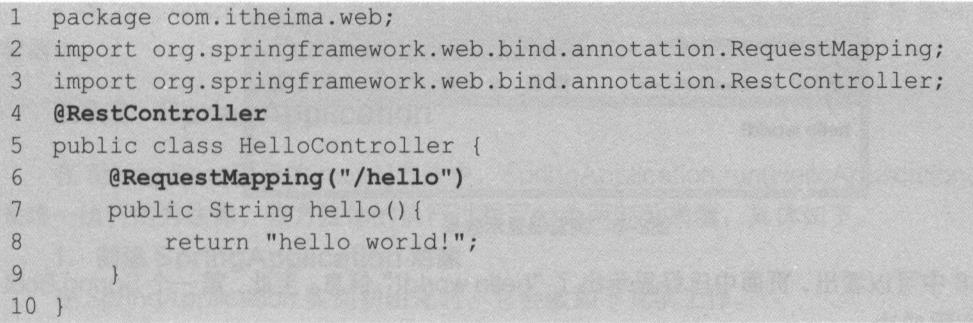 1 package com.itheima.web;
2 import org.springframework.web.bind.annotation.RequestMapping;
3 import org.springframework.web.bind.annotation.RestController;
4 @RestController
5 public class HelloController {
6     @RequestMapping("/hello")
7     public String hello(){
8         return "hello world!";
9     }
10 }